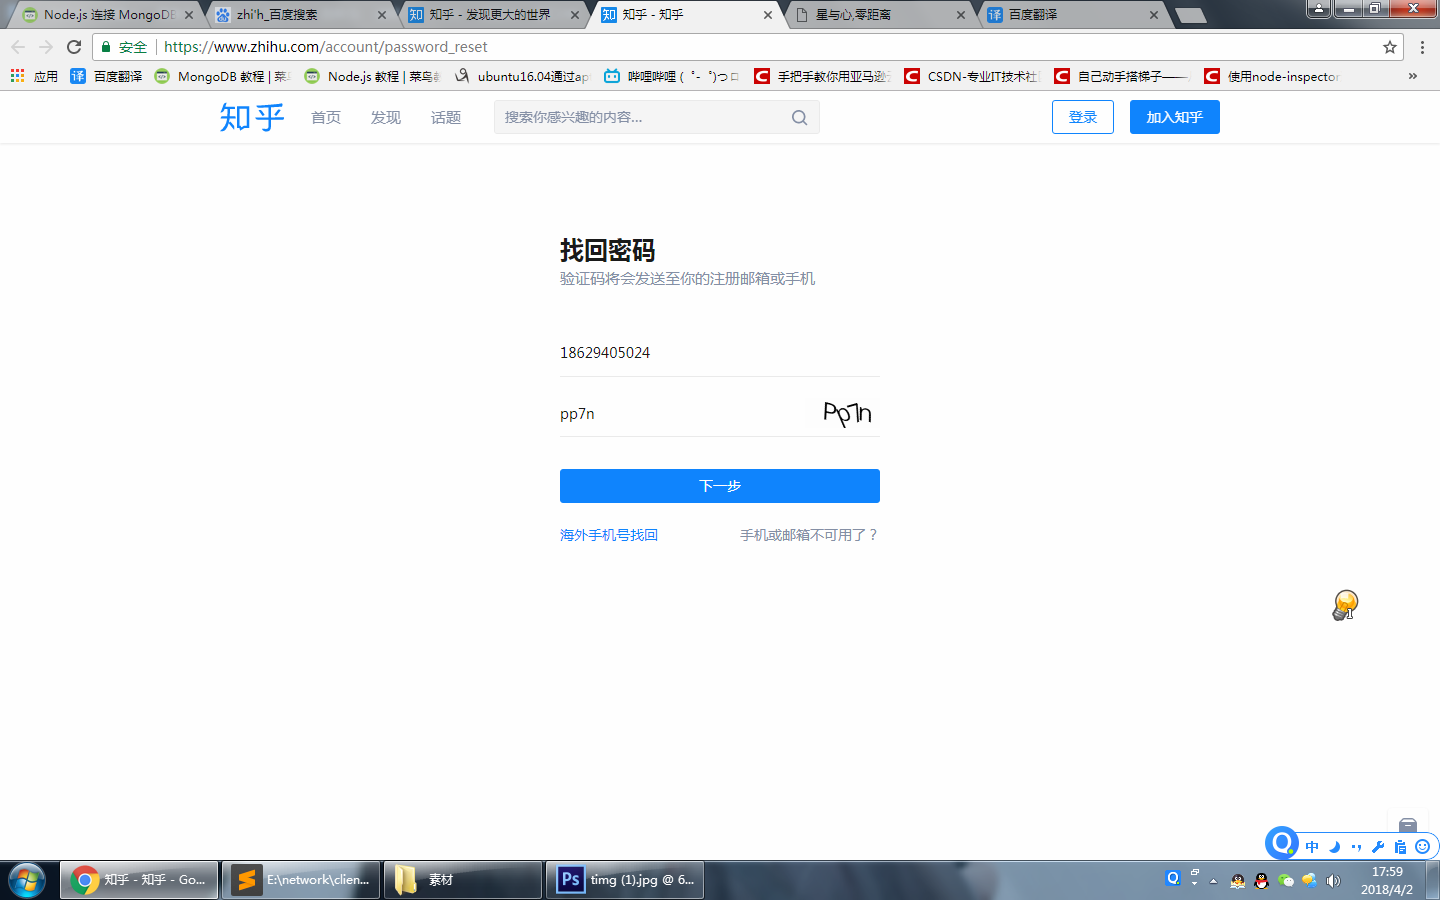 Node.js 连接 MongoDB
zhi'h_百度搜索
知乎 - 发现更大的世界
知乎 - 知乎
星与心,零距离
百度翻译
安全
https://www.zhihu.com/account/password_reset
应用
百度翻译
MongoDB 教程 | 菜鸟
Node.js 教程 | 菜鸟教
ubuntu16.04通过ap
哔哩哔哩 ( ゜- ゜)つロ
手把手教你用亚马逊云
CSDN-专业IT技术社区
自己动手搭梯子——
使用node-inspector
»
知乎
首页
发现
话题
搜索你感兴趣的内容...
登录
加入知乎
找回密码
验证码将会发送至你的注册邮箱或手机
18629405024
pp7n
Pp7n
下一步
海外手机号找回
手机或邮箱不可用了？
1
中
知乎 - 知乎 - Go...
E:\network\clien...
素材
Ps
timg (1).jpg @ 6...
17:59
2018/4/2